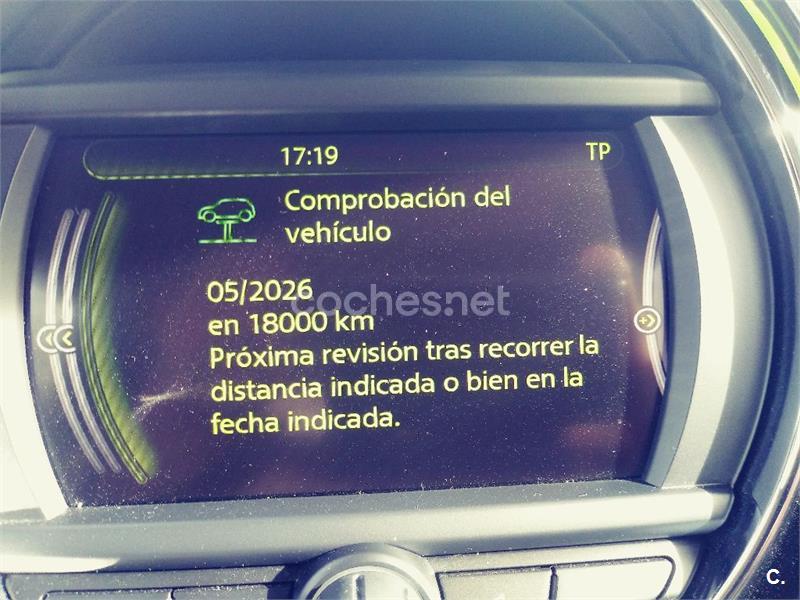 17:19
TP
Comprobación del
vehículo
05/2026
coches.net
en 18000 km
Próxima revisión tras recorrer la
distancia indicada o bien en la
fecha indicada.
C.